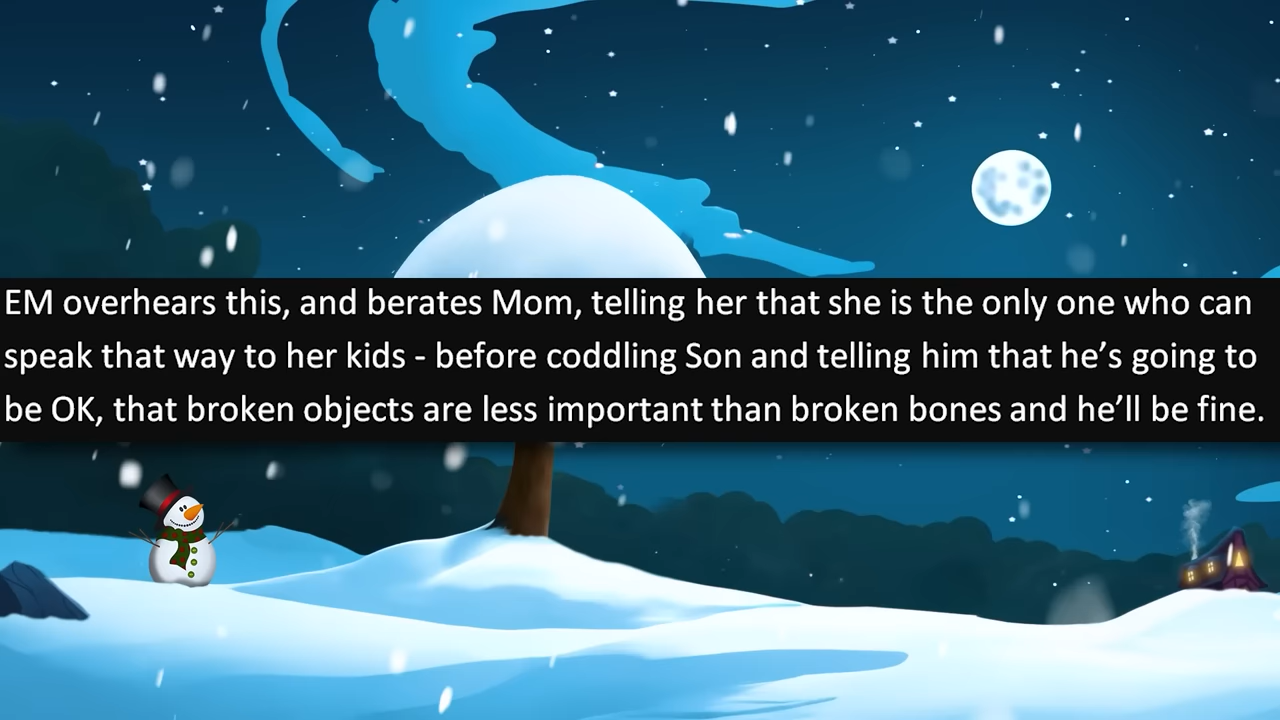 EM overhears this, and berates Mom, telling her that she is the only one who can
speak that way to her kids - before coddling Son and telling him that he’s going to
be OK, that broken objects are less important than broken bones and he’ll be fine.